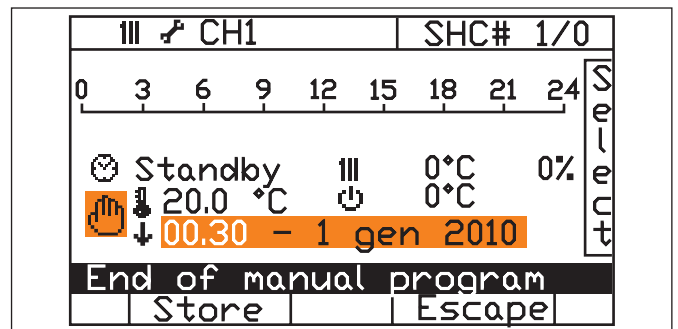 CH1 SHC# 1/0
0 3 6 9 12 15 18 21 24
Select
Standby 0°C 0%
20.0 °C 0°C
00.30 - 1 gen 2010
End of manual program
Store Escape